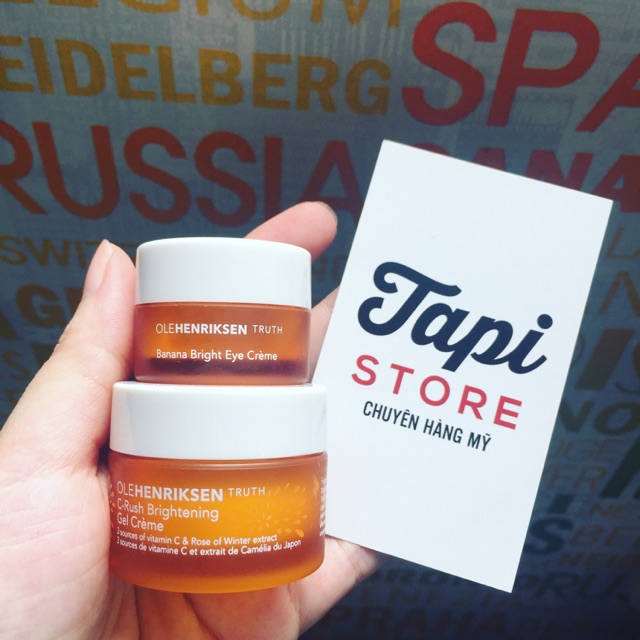 EIDELBERG
SPA
RUSSIA
OLEHENRIKSEN TRUTH
Banana Bright Eye Crème
OLEHENRIKSEN TRUTH
C-Rush Brightening
Gel Crème
3 sources of vitamin C & Rose of Winter extract
3 sources de vitamine C et extrait de Camélia du Japon
Tapi
STORE
CHUYÊN HÀNG MỸ